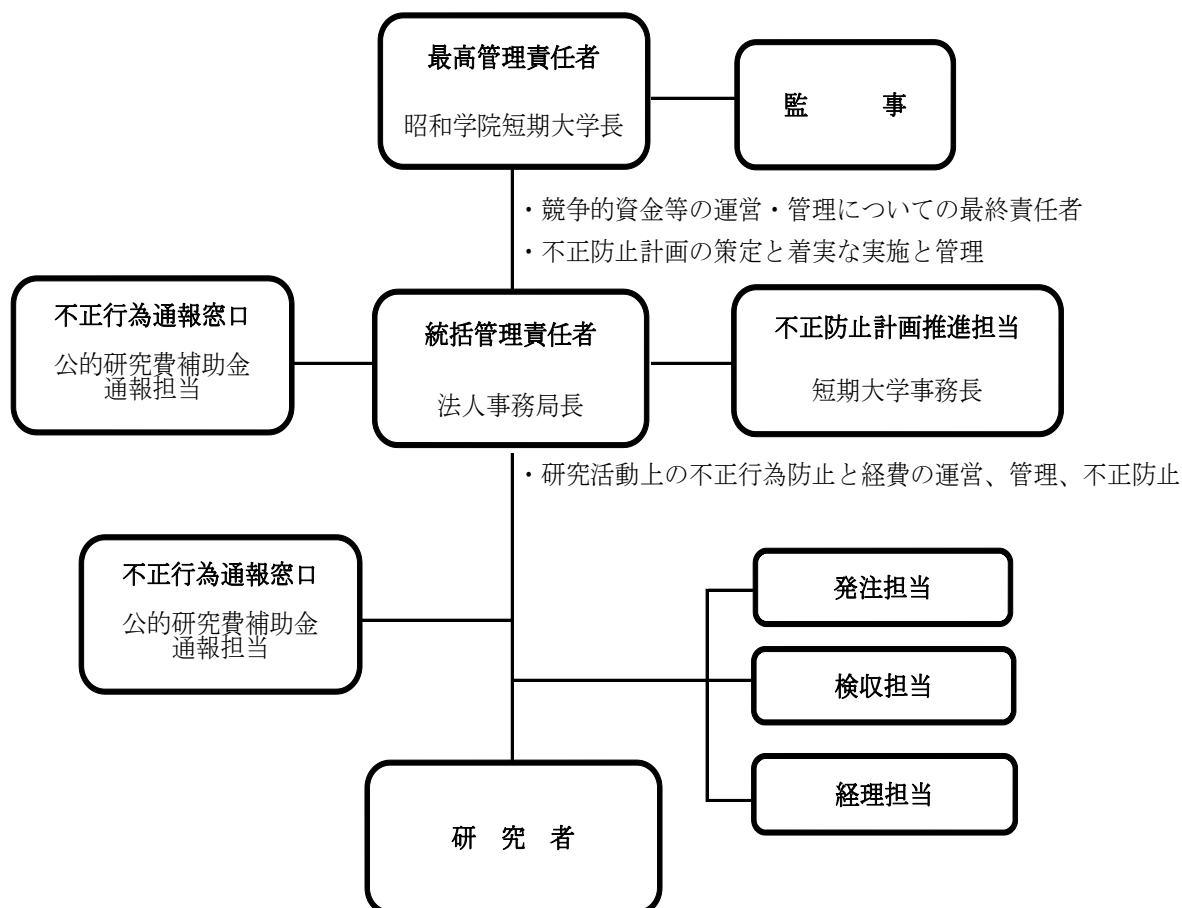 最高管理責任者
昭和学院短期大学長
監　　事
・競争的資金等の運営・管理についての最終責任者
・不正防止計画の策定と着実な実施と管理
不正行為通報窓口
公的研究費補助金
通報担当
統括管理責任者
法人事務局長
不正防止計画推進担当
短期大学事務長
・研究活動上の不正行為防止と経費の運営、管理、不正防止
不正行為通報窓口
公的研究費補助金
通報担当
発注担当
検収担当
経理担当
研　究　者